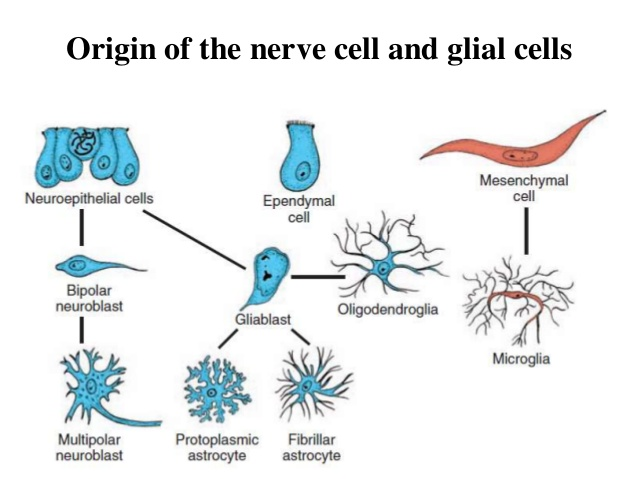 Origin of the nerve cell and glial cells
Neuroepithelial cells
Ependymal
cell
Mesenchymal
cell
Bipolar
neuroblast
Gliablast
Oligodendroglia
Microglia
Multipolar
neuroblast
Protoplasmic
astrocyte
Fibrillar
astrocyte